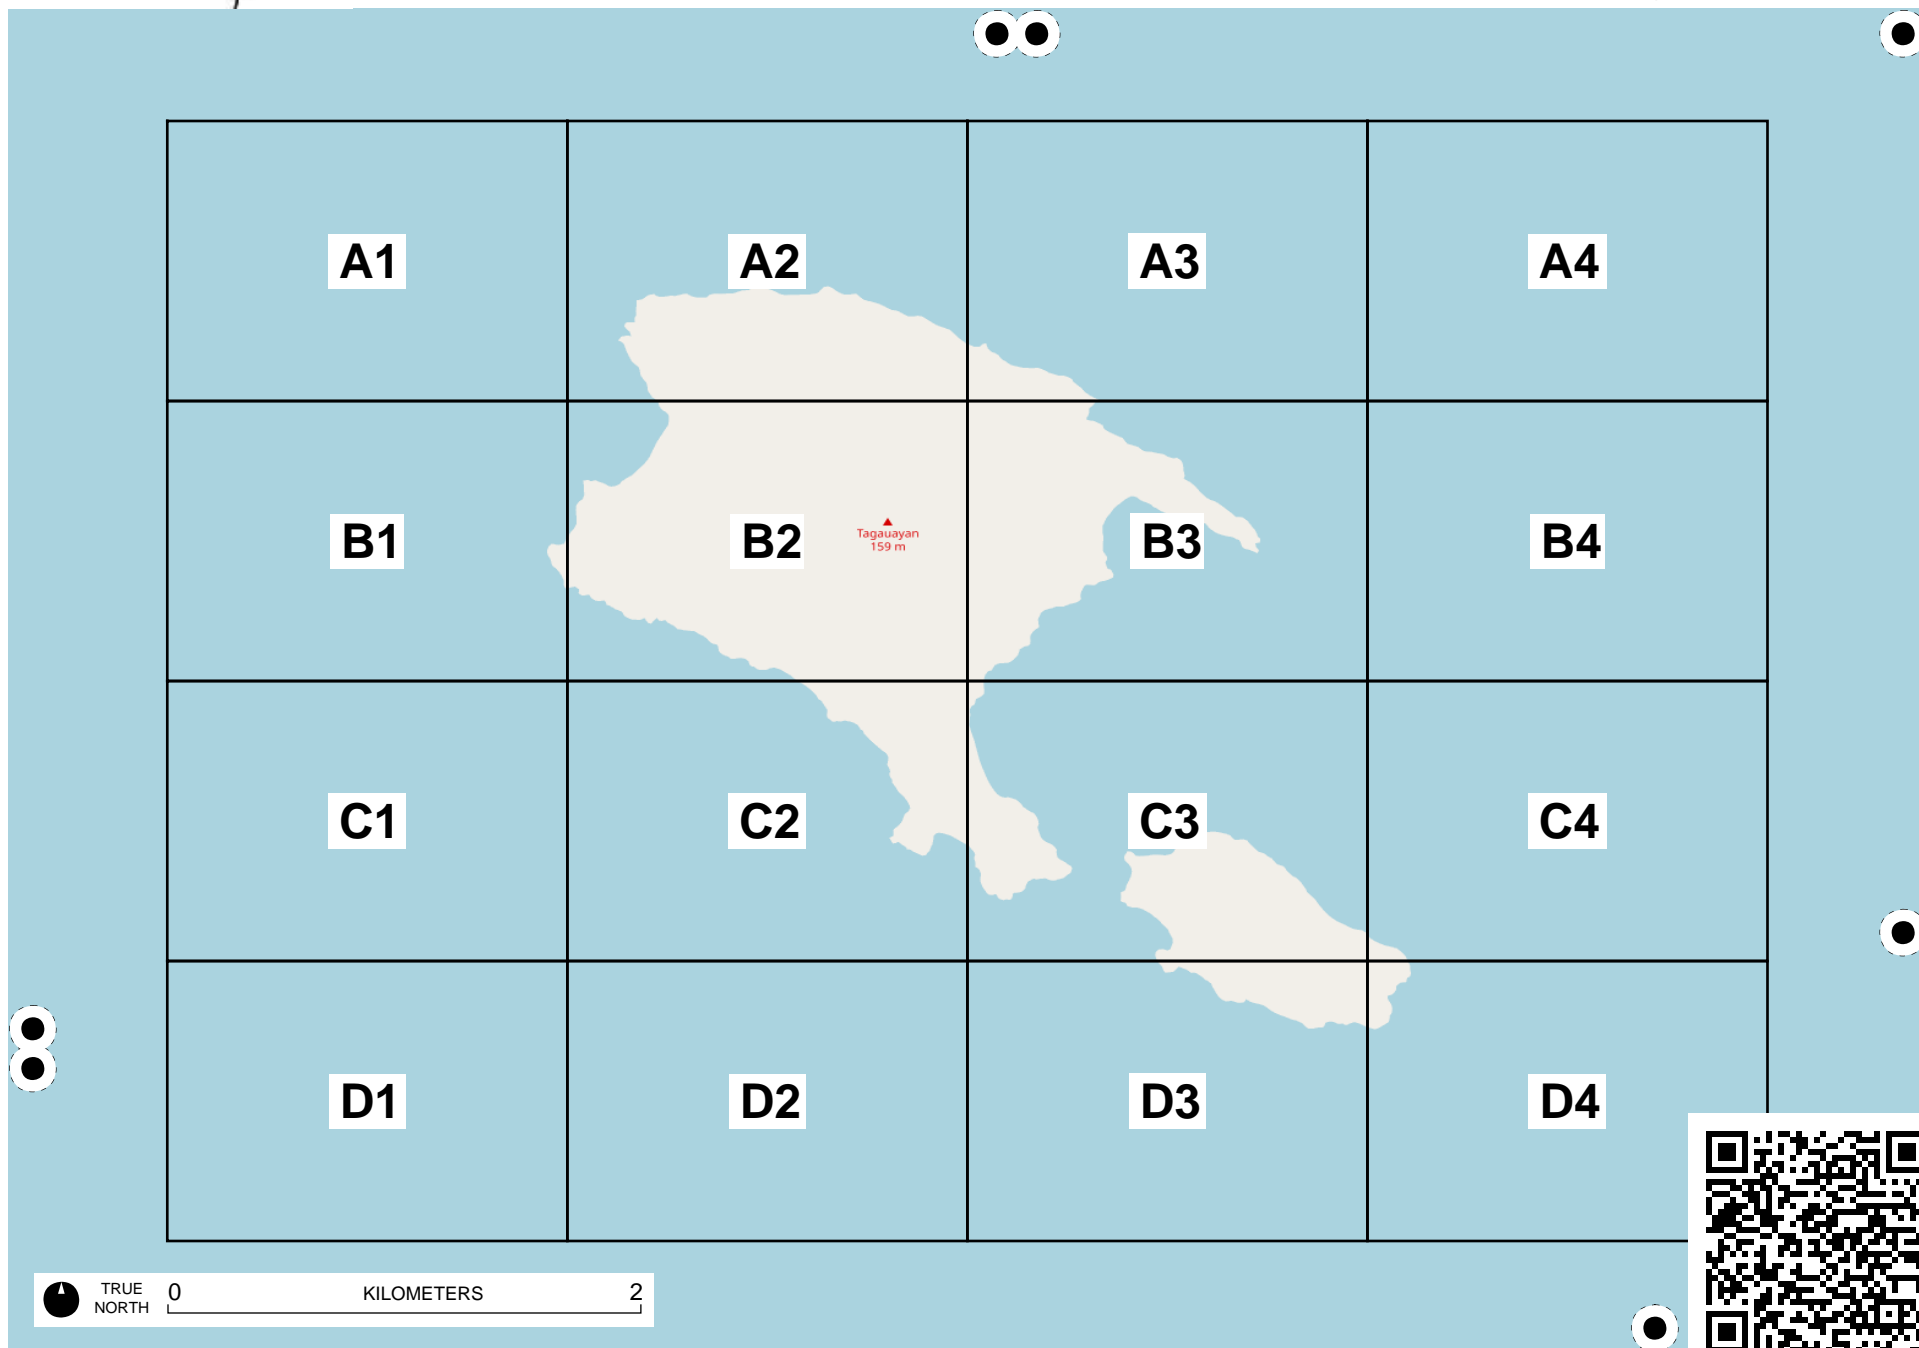 A1
A2
A3
A4
B1
B2
Tagauayan
159 m
B3
B4
C1
C2
C3
C4
D1
D2
D3
D4
TRUE
NORTH
0
KILOMETERS
2